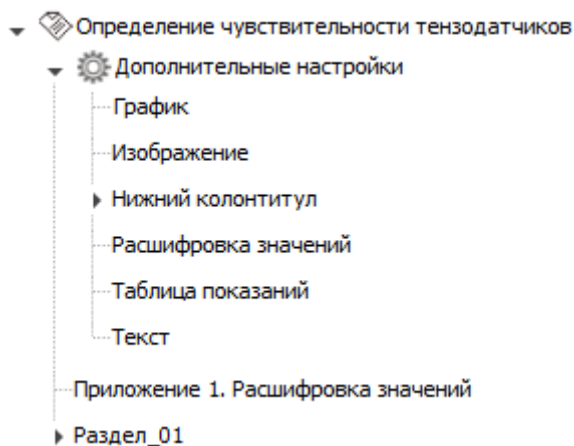 Определение чувствительности тензодатчиков
Дополнительные настройки
График
Изображение
Нижний колонтитул
Расшифровка значений
Таблица показаний
Текст
Приложение 1. Расшифровка значений
Раздел_01